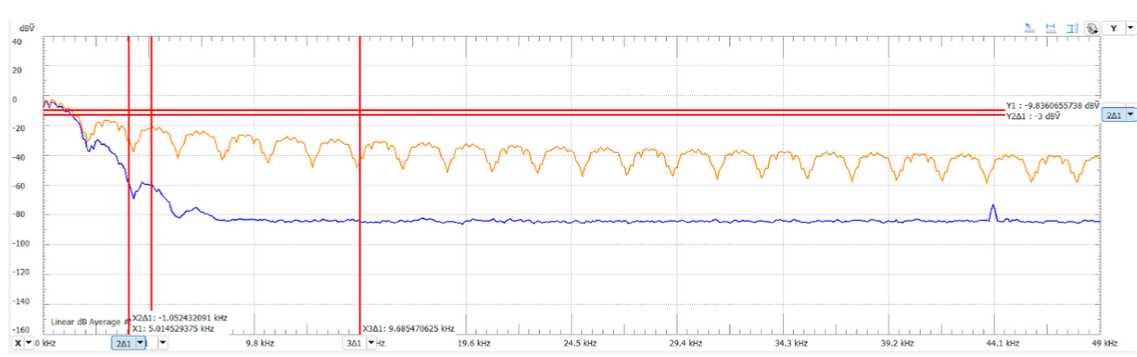 dBṼ
Y
40
20
0
Y1 : -9.8360655738 dBṼ
Y2Δ1 : -3 dBṼ
2Δ1
-20
-40
-60
-80
-100
-120
-140
Linear dB Average
X2Δ1: -1.052432091 kHz
X1: 5.014529375 kHz
X3Δ1: 9.685470625 kHz
-160
X
0 kHz
2Δ1
9.8 kHz
3Δ1
Hz
19.6 kHz
24.5 kHz
29.4 kHz
34.3 kHz
39.2 kHz
44.1 kHz
49 kHz